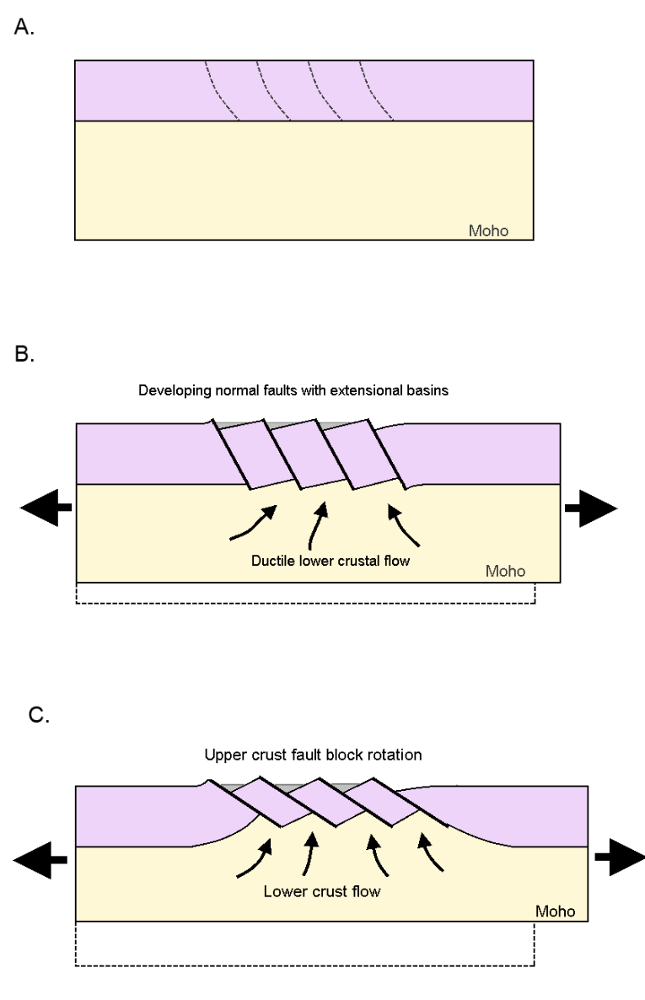 A.
Moho
B.
Developing normal faults with extensional basins
Ductile lower crustal flow
Moho
C.
Upper crust fault block rotation
Lower crust flow
Moho